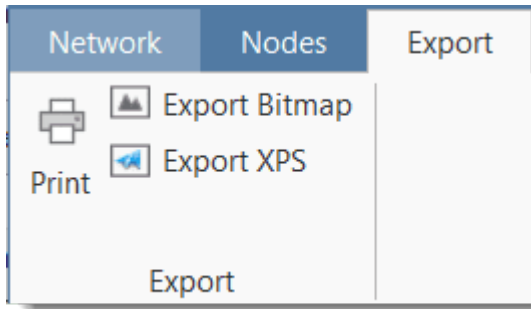 Network Nodes Export
Export Bitmap
Export XPS
Print
Export